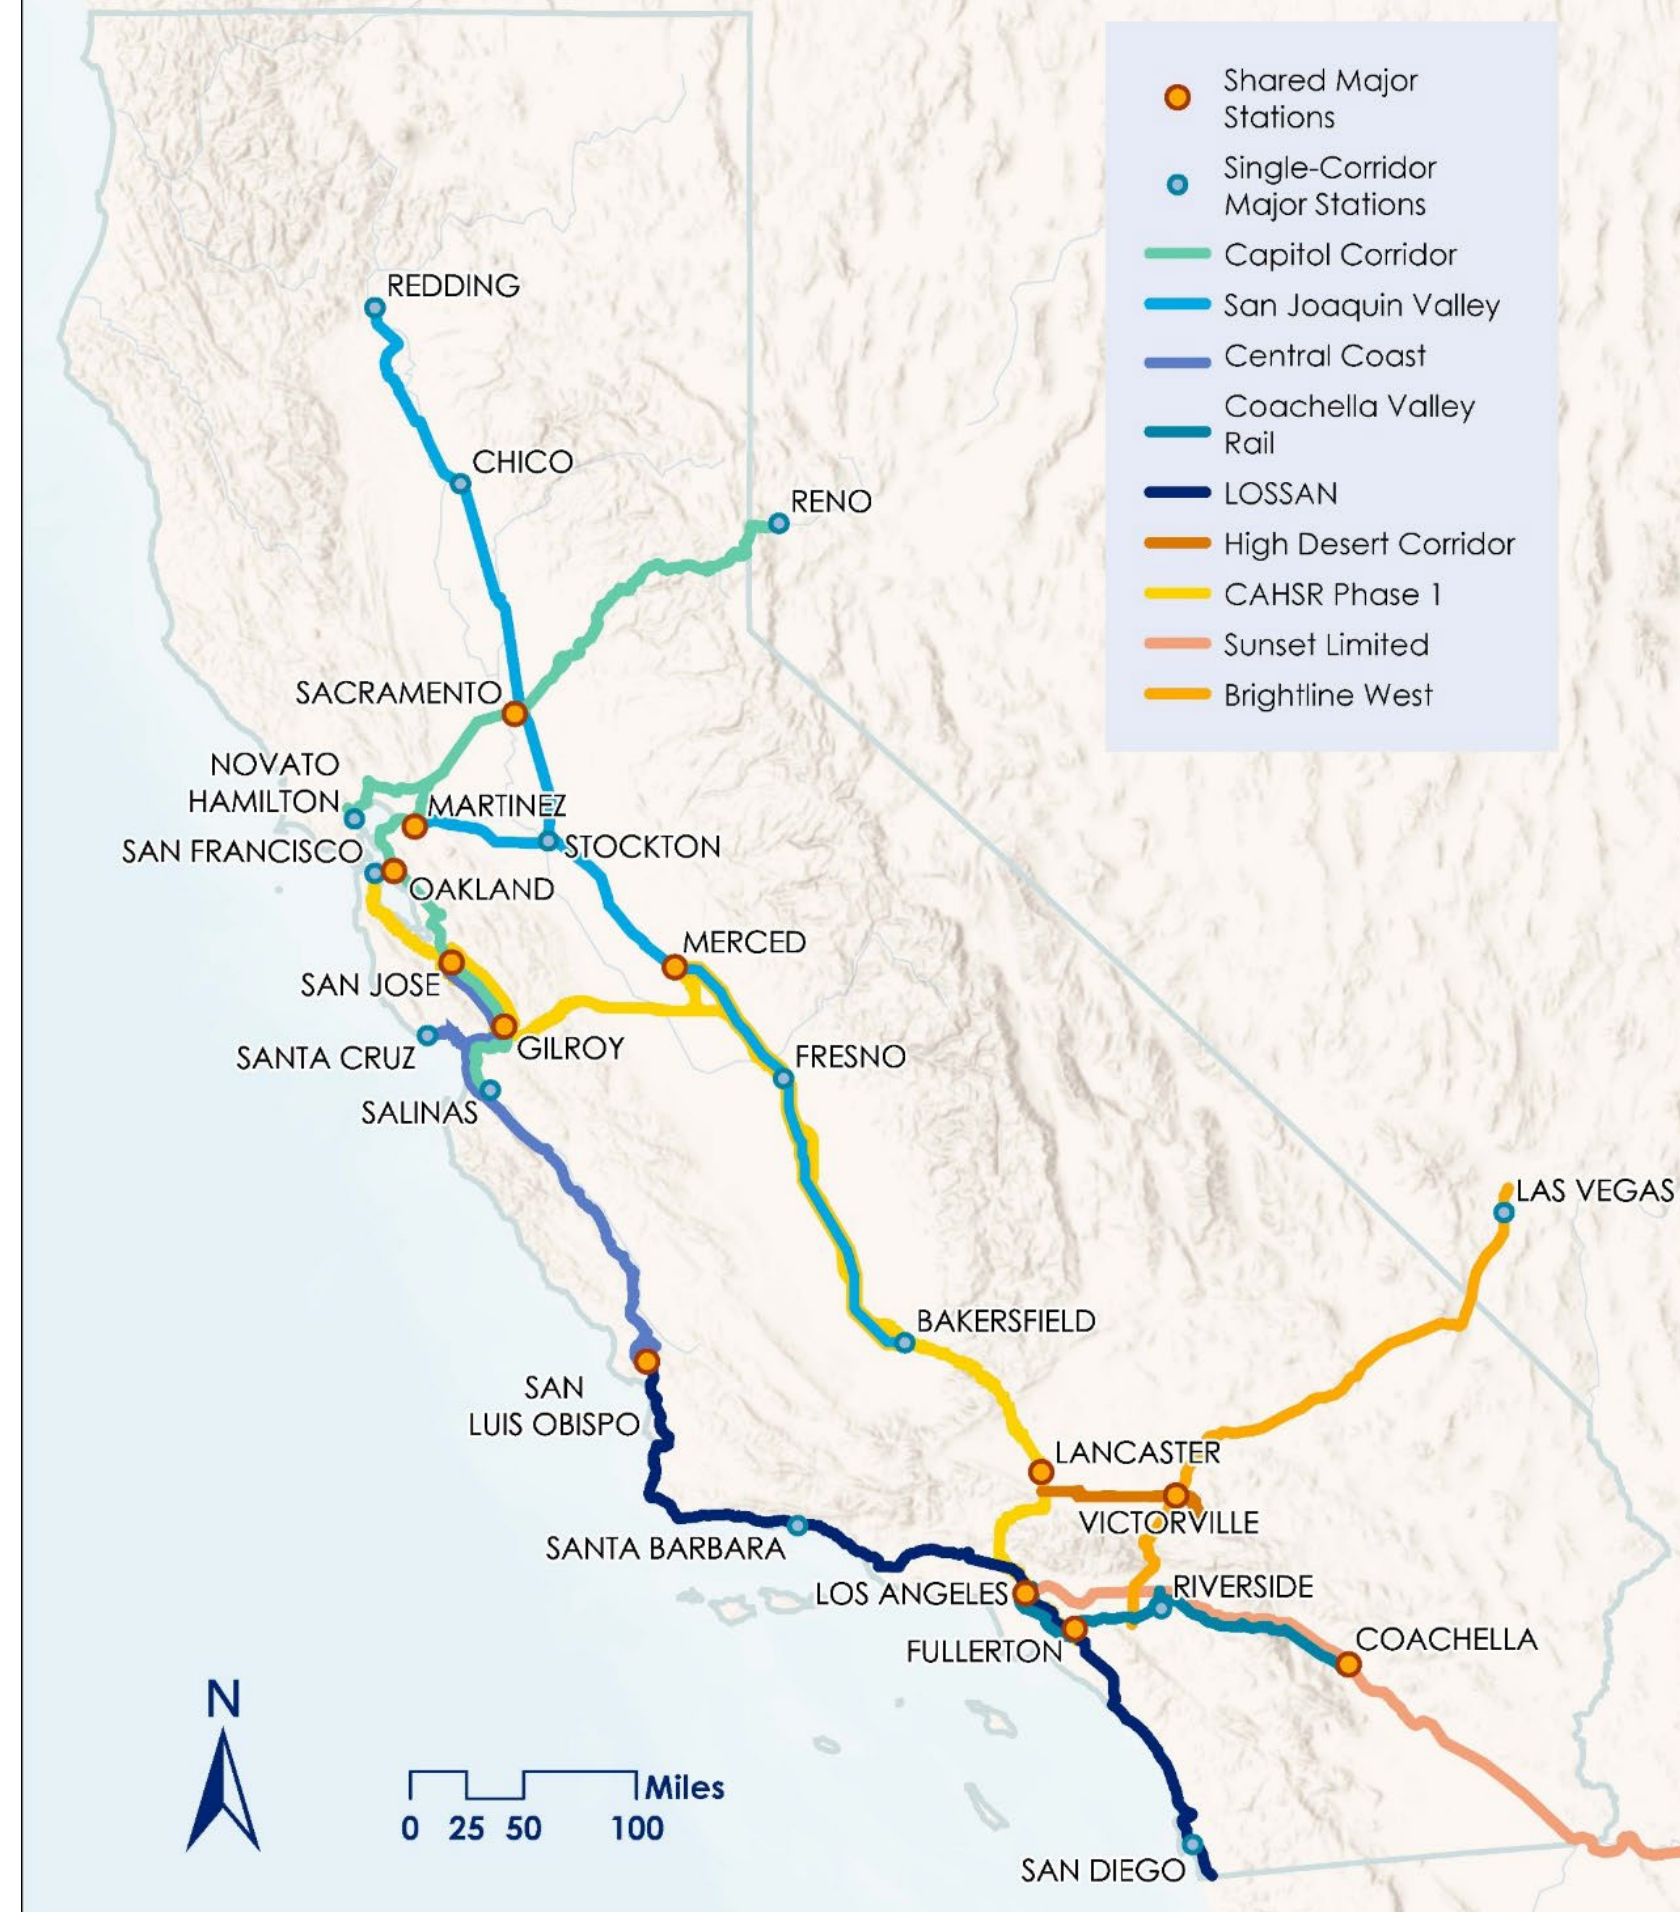 Shared Major
Stations
Single-Corridor
Major Stations
Capitol Corridor
San Joaquin Valley
Central Coast
Coachella Valley
Rail
LOSSAN
High Desert Corridor
CAHSR Phase 1
Sunset Limited
Brightline West
REDDING
CHICO
RENO
SACRAMENTO
NOVATO
HAMILTON
MARTINEZ
SAN FRANCISCO
STOCKTON
OAKLAND
MERCED
SAN JOSE
GILROY
SANTA CRUZ
FRESNO
SALINAS
LAS VEGAS
BAKERSFIELD
SAN
LUIS OBISPO
LANCASTER
VICTORVILLE
SANTA BARBARA
LOS ANGELES
RIVERSIDE
FULLERTON
COACHELLA
SAN DIEGO
N
Miles
0 25 50 100